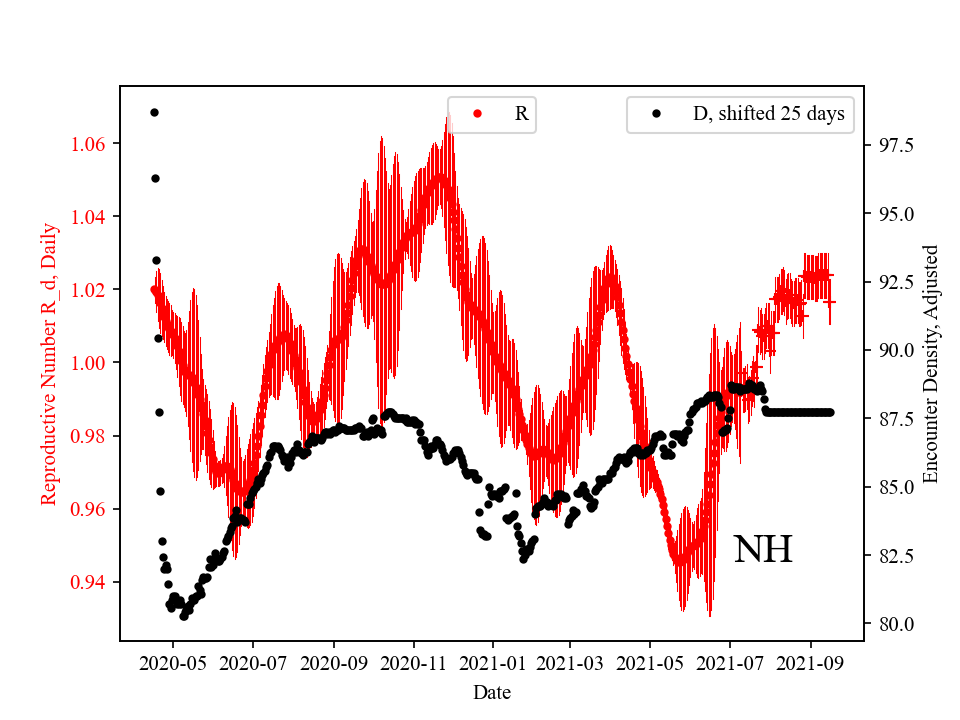 R
D, shifted 25 days
1.06
1.04
1.02
1.00
0.98
0.96
0.94
Reproductive Number R_d, Daily
97.5
95.0
92.5
90.0
87.5
85.0
82.5
80.0
Encounter Density, Adjusted
NH
2020-05 2020-07 2020-09 2020-11 2021-01 2021-03 2021-05 2021-07 2021-09
Date